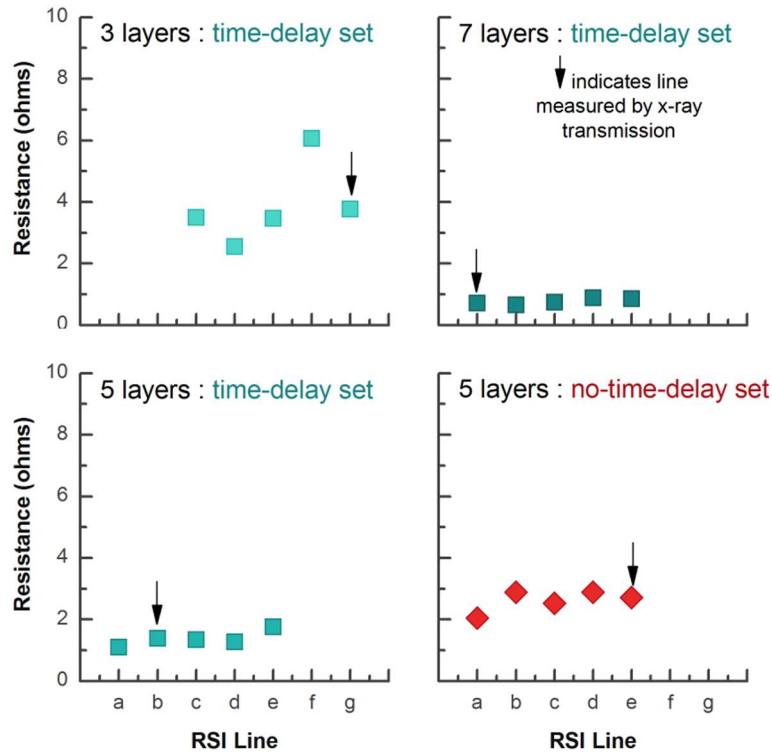 3 layers : time-delay set
7 layers : time-delay set
indicates line
measured by x-ray
transmission
Resistance (ohms)
10
8
6
4
2
0
5 layers : time-delay set
5 layers : no-time-delay set
Resistance (ohms)
10
8
6
4
2
0
a b c d e f g
a b c d e f g
RSI Line
RSI Line